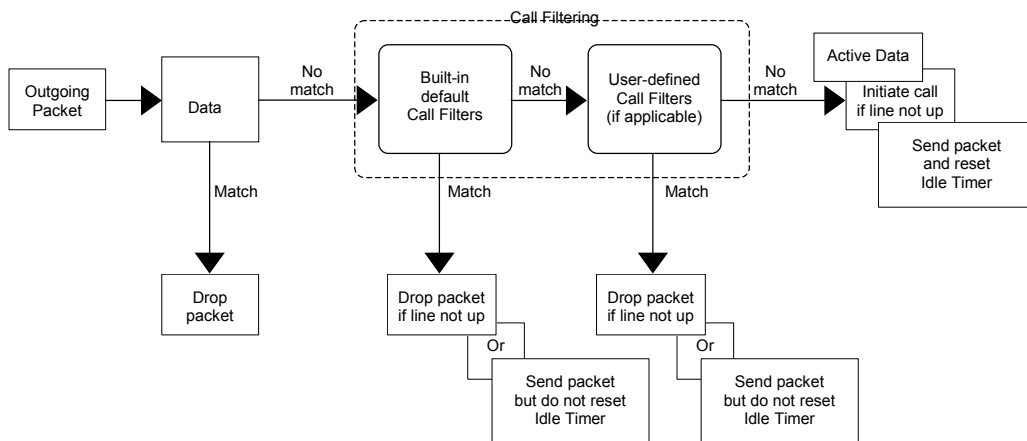 Call Filtering
Outgoing
Packet
Data
No
match
Built-in
default
Call Filters
No
match
User-defined
Call Filters
(if applicable)
No
match
Active Data
Initiate call
if line not up
Send packet
and reset
Idle Timer
Match
Match
Match
Drop
packet
Drop packet
if line not up
Or
Send packet
but do not reset
Idle Timer
Drop packet
if line not up
Or
Send packet
but do not reset
Idle Timer